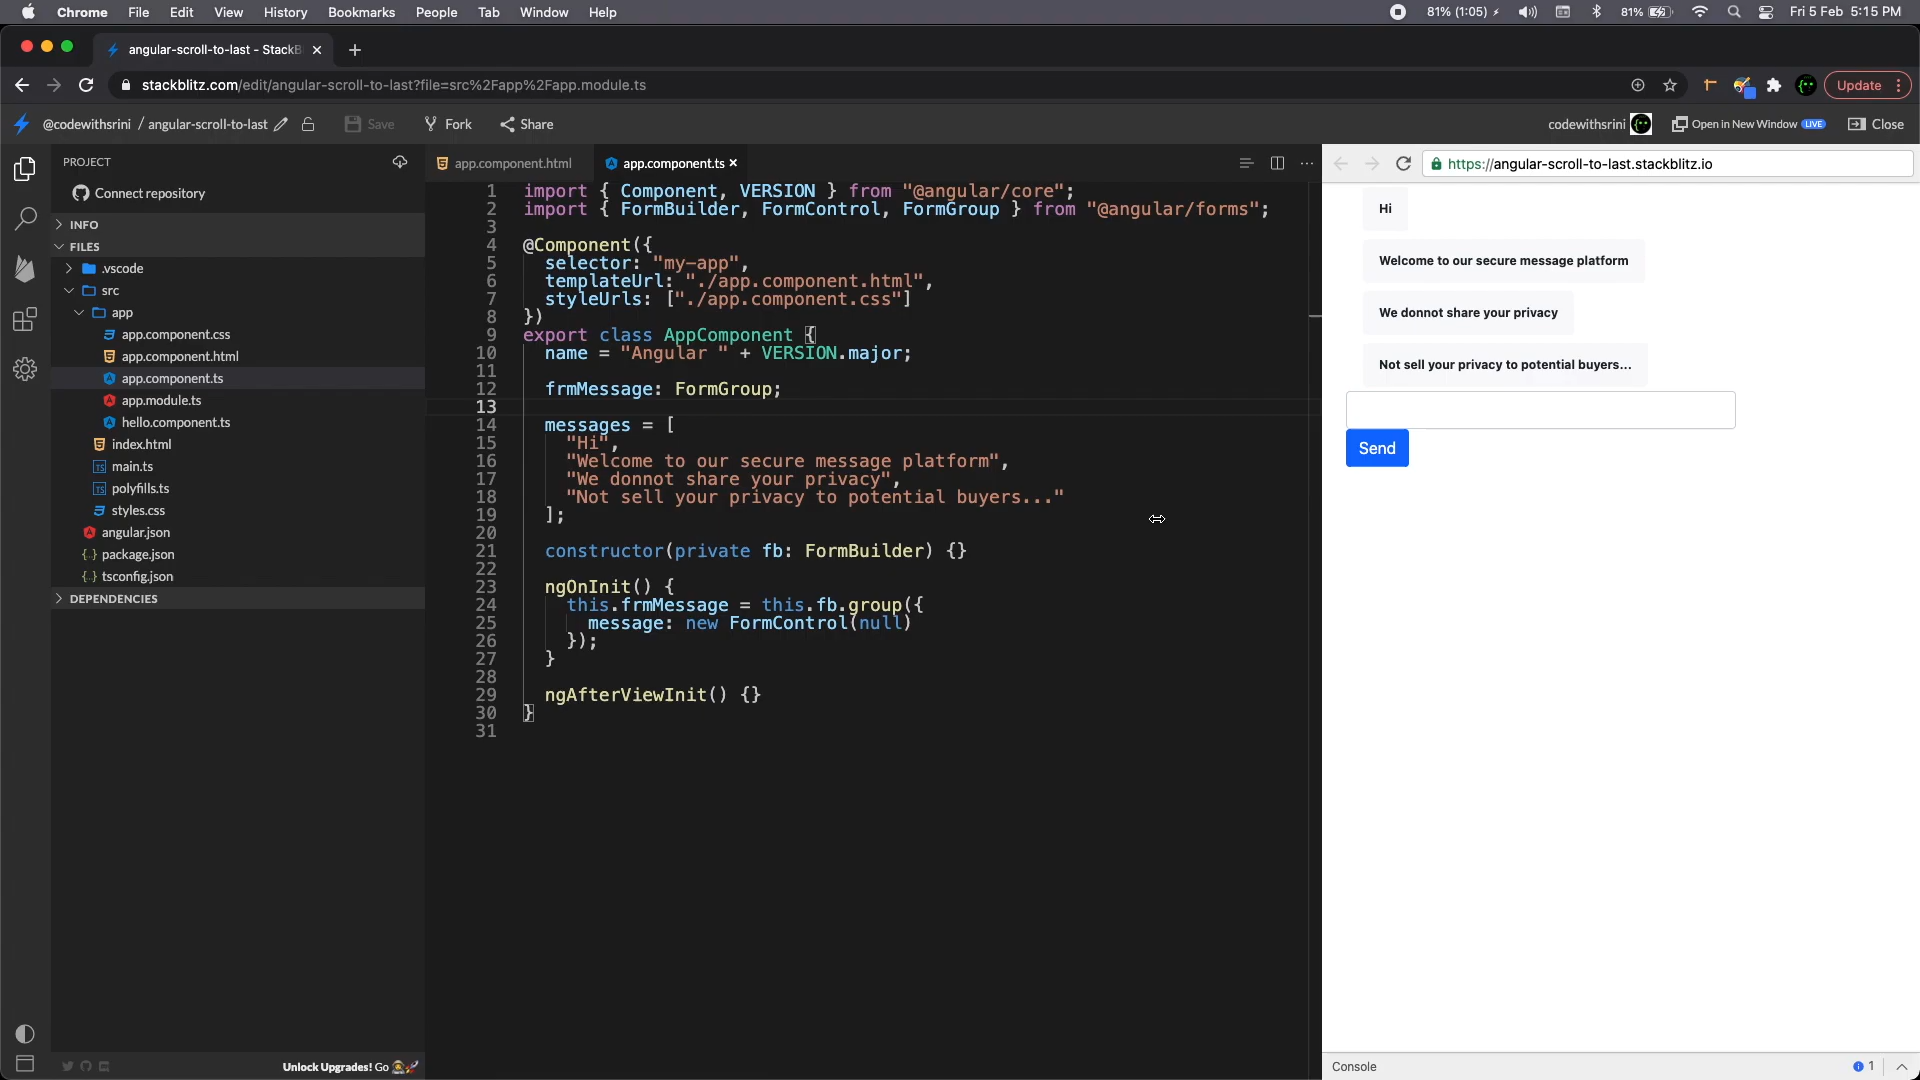 Chrome File Edit View History Bookmarks People Tab Window Help 81% (1:05) 81% Fri 5 Feb 5:15 PM
angular-scroll-to-last - StackB
stackblitz.com/edit/angular-scroll-to-last?file=src%2Fapp%2Fapp.module.ts Update
@codewithsrini / angular-scroll-to-last Save Fork Share codewithsrini Open in New Window LIVE Close
PROJECT
Connect repository
INFO
FILES
.vscode
src
app
app.component.css
app.component.html
app.component.ts
app.module.ts
hello.component.ts
index.html
main.ts
polyfills.ts
styles.css
angular.json
package.json
tsconfig.json
DEPENDENCIES
Unlock Upgrades! Go
app.component.html app.component.ts
1 import { Component, VERSION } from "@angular/core";
2 import { FormBuilder, FormControl, FormGroup } from "@angular/forms";
3
4 @Component({
5 selector: "my-app",
6 templateUrl: "./app.component.html",
7 styleUrls: ["./app.component.css"]
8 })
9 export class AppComponent {
10 name = "Angular " + VERSION.major;
11
12 frmMessage: FormGroup;
13
14 messages = [
15 "Hi",
16 "Welcome to our secure message platform",
17 "We donnot share your privacy",
18 "Not sell your privacy to potential buyers..."
19 ];
20
21 constructor(private fb: FormBuilder) {}
22
23 ngOnInit() {
24 this.frmMessage = this.fb.group({
25 message: new FormControl(null)
26 });
27 }
28
29 ngAfterViewInit() {}
30 }
31
https://angular-scroll-to-last.stackblitz.io
Hi
Welcome to our secure message platform
We donnot share your privacy
Not sell your privacy to potential buyers...
Send
Console 1